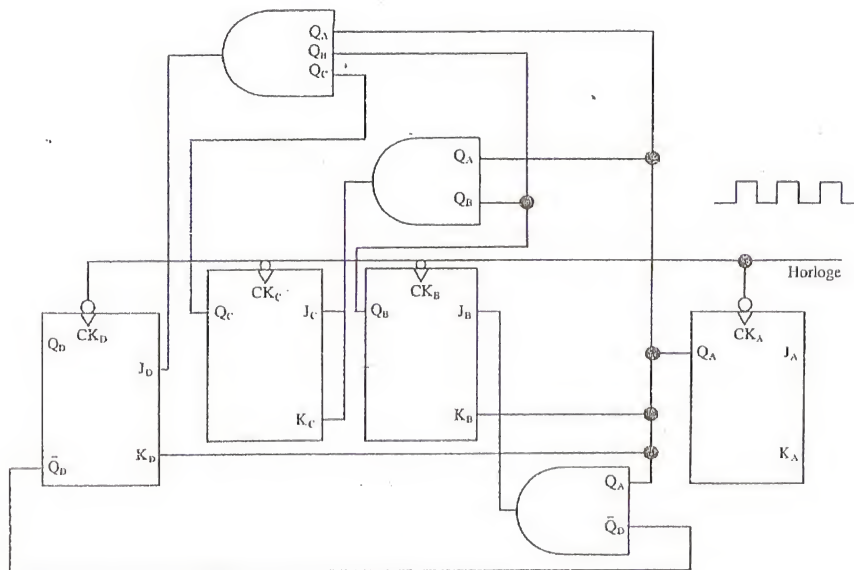 Q_A
Q_B
Q_C
Q_A
Q_B
Horloge
CK_D
CK_C
CK_B
CK_A
Q_D
J_D
Q_C
J_C
Q_B
J_B
Q_A
J_A
K_C
K_B
Q̄_D
K_D
K_A
Q_A
Q̄_D